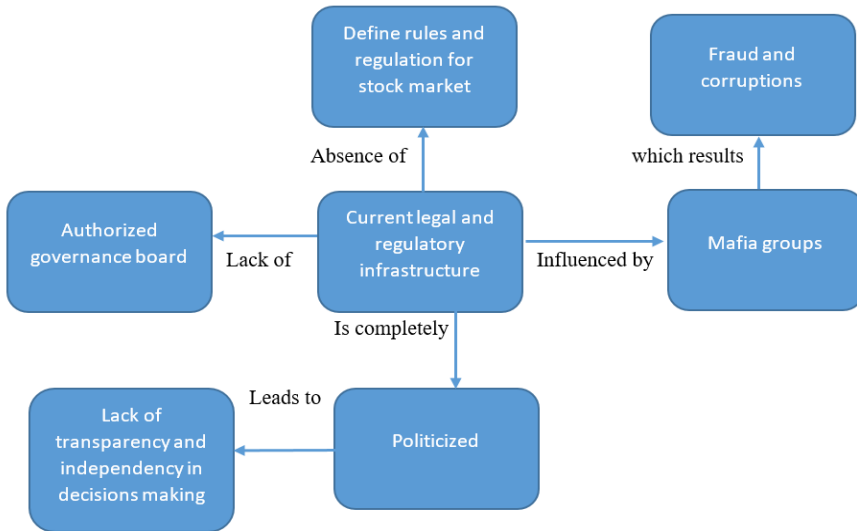 Define rules and
regulation for
stock market
Fraud and
corruptions
Absence of
which results
Authorized
governance board
Lack of
Current legal and
regulatory
infrastructure
Influenced by
Mafia groups
Is completely
Leads to
Lack of
transparency and
independency in
decisions making
Politicized